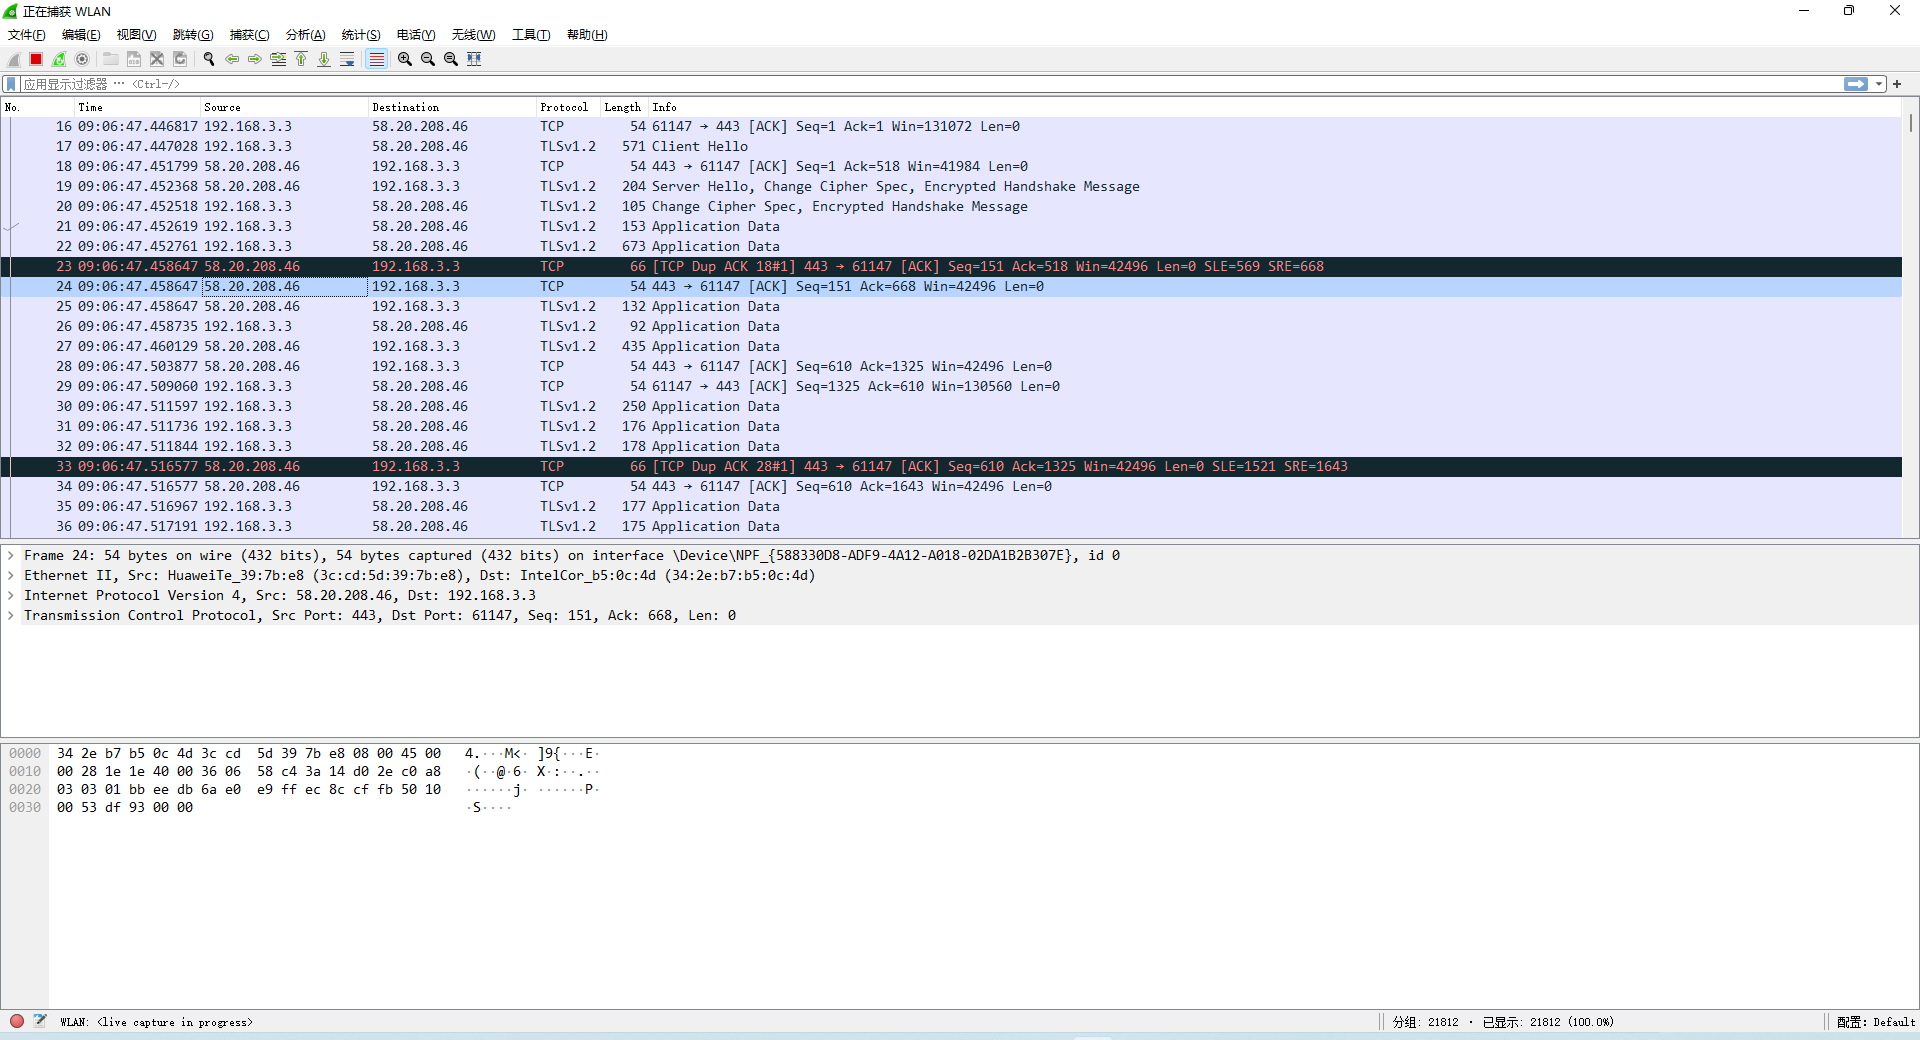 正在捕获 WLAN
文件(F) 编辑(E) 视图(V) 跳转(G) 捕获(C) 分析(A) 统计(S) 电话(Y) 无线(W) 工具(T) 帮助(H)
应用显示过滤器 … <Ctrl-/>
No. Time Source Destination Protocol Length Info
16 09:06:47.446817 192.168.3.3 58.20.208.46 TCP 54 61147 → 443 [ACK] Seq=1 Ack=1 Win=131072 Len=0
17 09:06:47.447028 192.168.3.3 58.20.208.46 TLSv1.2 571 Client Hello
18 09:06:47.451799 58.20.208.46 192.168.3.3 TCP 54 443 → 61147 [ACK] Seq=1 Ack=518 Win=41984 Len=0
19 09:06:47.452368 58.20.208.46 192.168.3.3 TLSv1.2 204 Server Hello, Change Cipher Spec, Encrypted Handshake Message
20 09:06:47.452518 192.168.3.3 58.20.208.46 TLSv1.2 105 Change Cipher Spec, Encrypted Handshake Message
21 09:06:47.452619 192.168.3.3 58.20.208.46 TLSv1.2 153 Application Data
22 09:06:47.452761 192.168.3.3 58.20.208.46 TLSv1.2 673 Application Data
23 09:06:47.458647 58.20.208.46 192.168.3.3 TCP 66 [TCP Dup ACK 18#1] 443 → 61147 [ACK] Seq=151 Ack=518 Win=42496 Len=0 SLE=569 SRE=668
24 09:06:47.458647 58.20.208.46 192.168.3.3 TCP 54 443 → 61147 [ACK] Seq=151 Ack=668 Win=42496 Len=0
25 09:06:47.458647 58.20.208.46 192.168.3.3 TLSv1.2 132 Application Data
26 09:06:47.458735 192.168.3.3 58.20.208.46 TLSv1.2 92 Application Data
27 09:06:47.460129 58.20.208.46 192.168.3.3 TLSv1.2 435 Application Data
28 09:06:47.503877 58.20.208.46 192.168.3.3 TCP 54 443 → 61147 [ACK] Seq=610 Ack=1325 Win=42496 Len=0
29 09:06:47.509060 192.168.3.3 58.20.208.46 TCP 54 61147 → 443 [ACK] Seq=1325 Ack=610 Win=130560 Len=0
30 09:06:47.511597 192.168.3.3 58.20.208.46 TLSv1.2 250 Application Data
31 09:06:47.511736 192.168.3.3 58.20.208.46 TLSv1.2 176 Application Data
32 09:06:47.511844 192.168.3.3 58.20.208.46 TLSv1.2 178 Application Data
33 09:06:47.516577 58.20.208.46 192.168.3.3 TCP 66 [TCP Dup ACK 28#1] 443 → 61147 [ACK] Seq=610 Ack=1325 Win=42496 Len=0 SLE=1521 SRE=1643
34 09:06:47.516577 58.20.208.46 192.168.3.3 TCP 54 443 → 61147 [ACK] Seq=610 Ack=1643 Win=42496 Len=0
35 09:06:47.516967 58.20.208.46 192.168.3.3 TLSv1.2 177 Application Data
36 09:06:47.517191 192.168.3.3 58.20.208.46 TLSv1.2 175 Application Data
Frame 24: 54 bytes on wire (432 bits), 54 bytes captured (432 bits) on interface \Device\NPF_{588330D8-ADF9-4A12-A018-02DA1B2B307E}, id 0
Ethernet II, Src: HuaweiTe_39:7b:e8 (3c:cd:5d:39:7b:e8), Dst: IntelCor_b5:0c:4d (34:2e:b7:b5:0c:4d)
Internet Protocol Version 4, Src: 58.20.208.46, Dst: 192.168.3.3
Transmission Control Protocol, Src Port: 443, Dst Port: 61147, Seq: 151, Ack: 668, Len: 0
0000 34 2e b7 b5 0c 4d 3c cd 5d 39 7b e8 08 00 45 00 4.···M<· ]9{···E·
0010 00 28 1e 1e 40 00 36 06 58 c4 3a 14 d0 2e c0 a8 ·(··@·6· X·:··.··
0020 03 03 01 bb ee db 6a e0 e9 ff ec 8c cf fb 50 10 ······j· ······P·
0030 00 53 df 93 00 00 ·S····
WLAN: <live capture in progress> 分组: 21812 · 已显示: 21812 (100.0%) 配置: Default